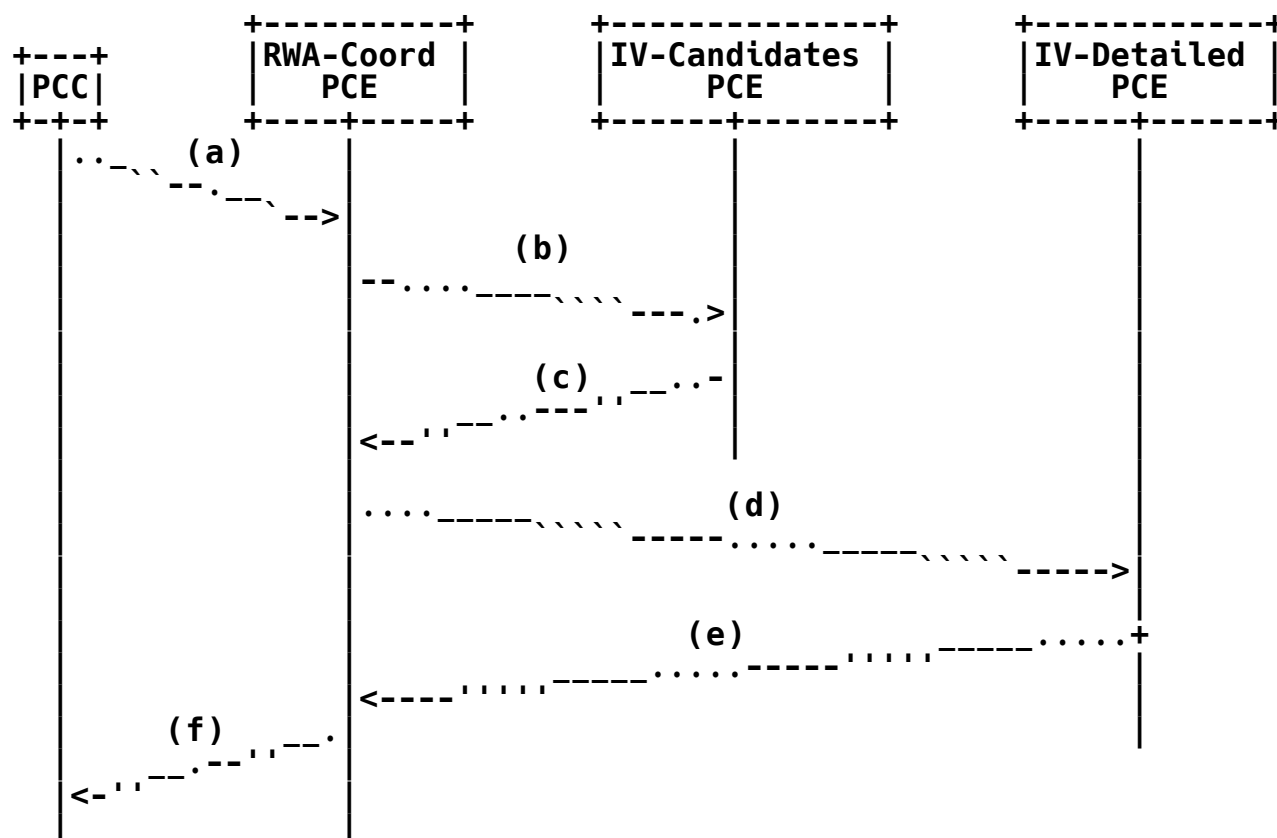 RWA-Coord IV-Candidates IV-Detailed
PCC PCE PCE PCE
(a)
(b)
(c)
(d)
(e)
(f)